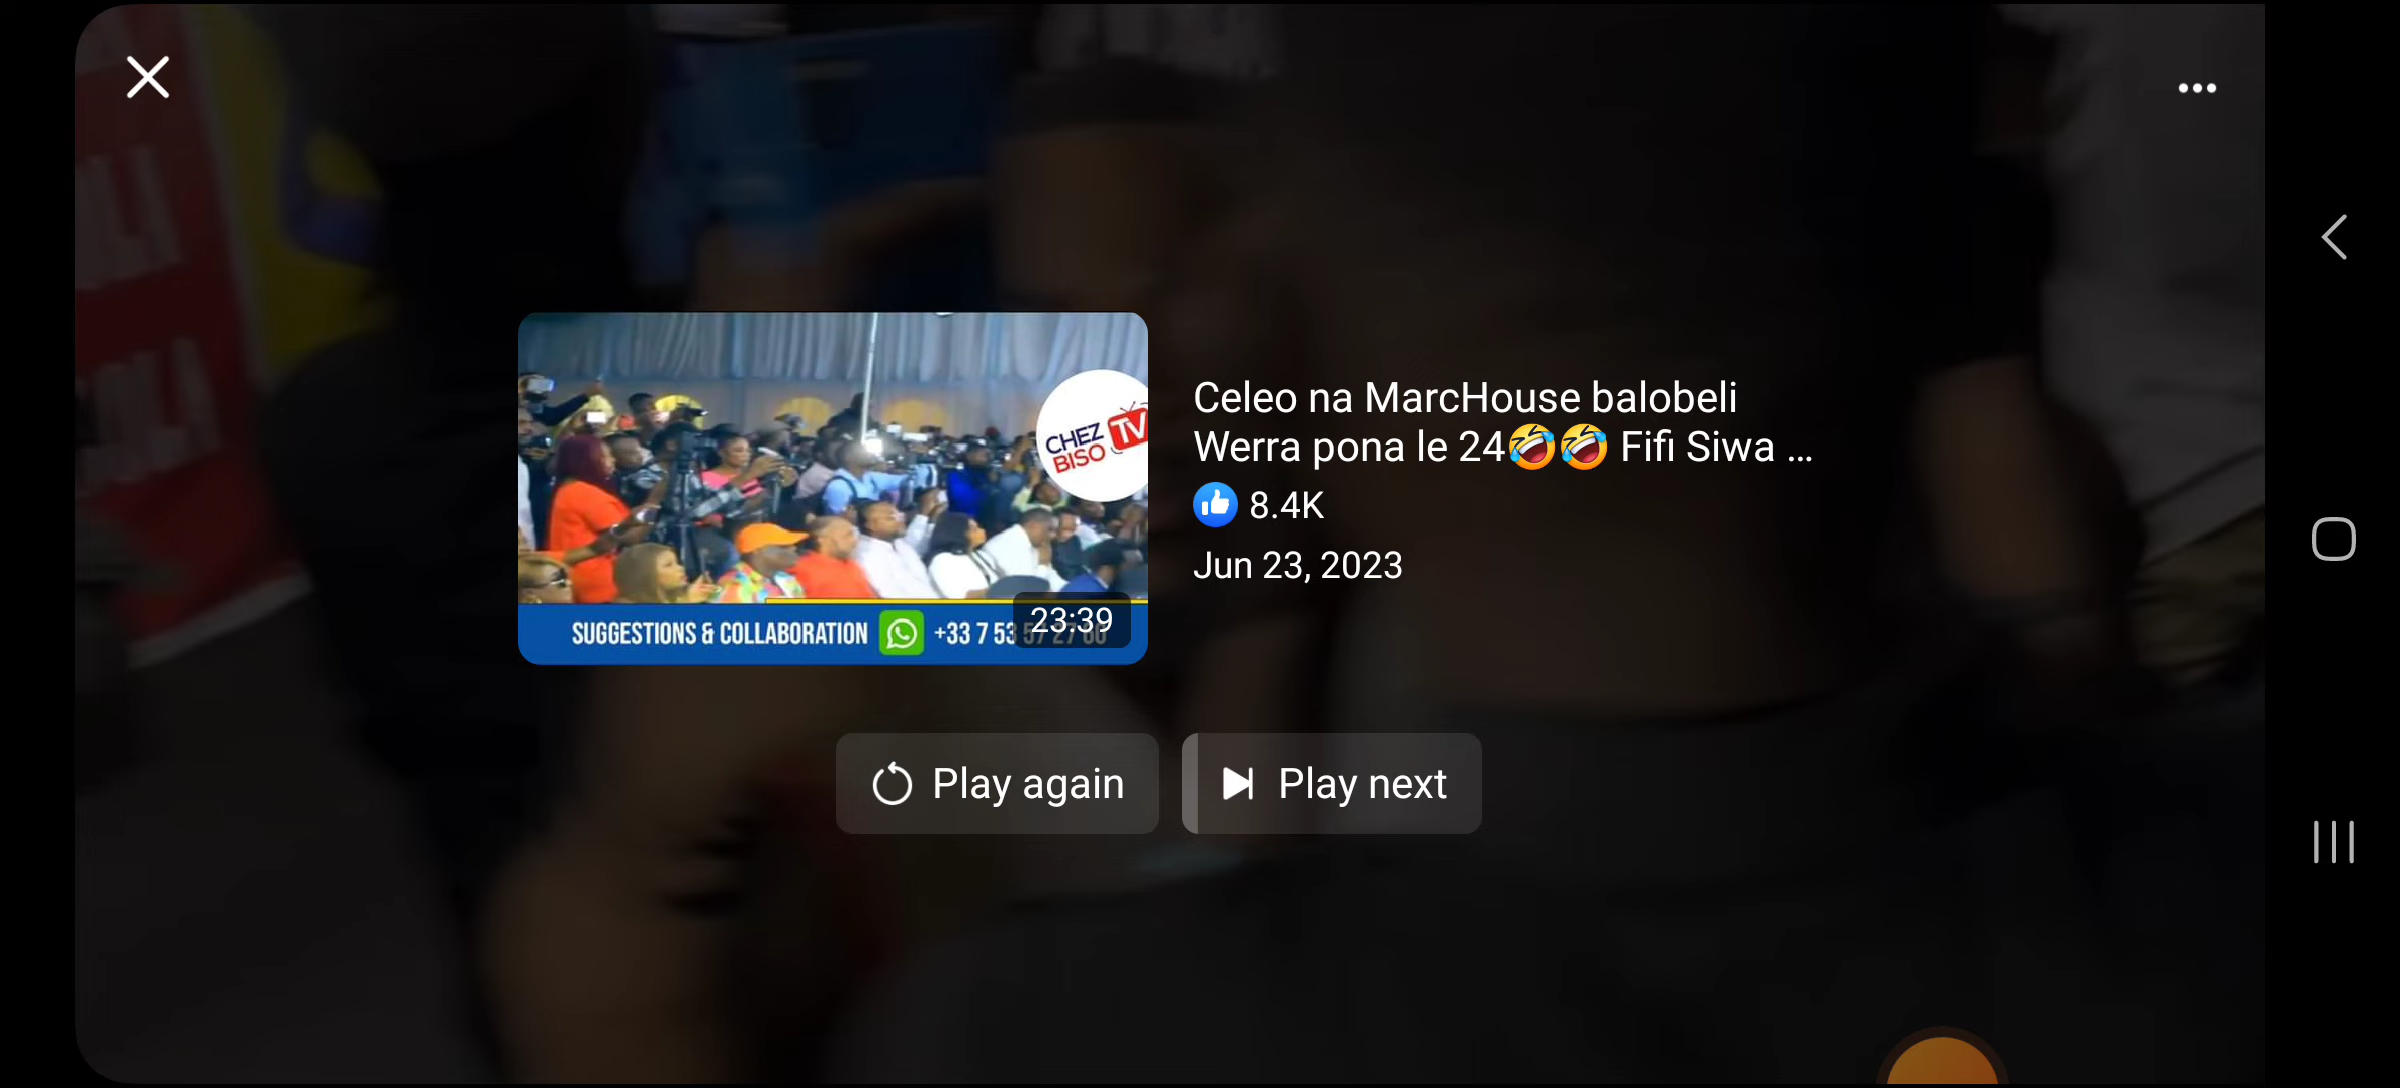 CHEZ TV
BISO
SUGGESTIONS & COLLABORATION +33 7 53
23:39
Celeo na MarcHouse balobeli
Werra pona le 24🤣🤣 Fifi Siwa ...
8.4K
Jun 23, 2023
Play again
Play next